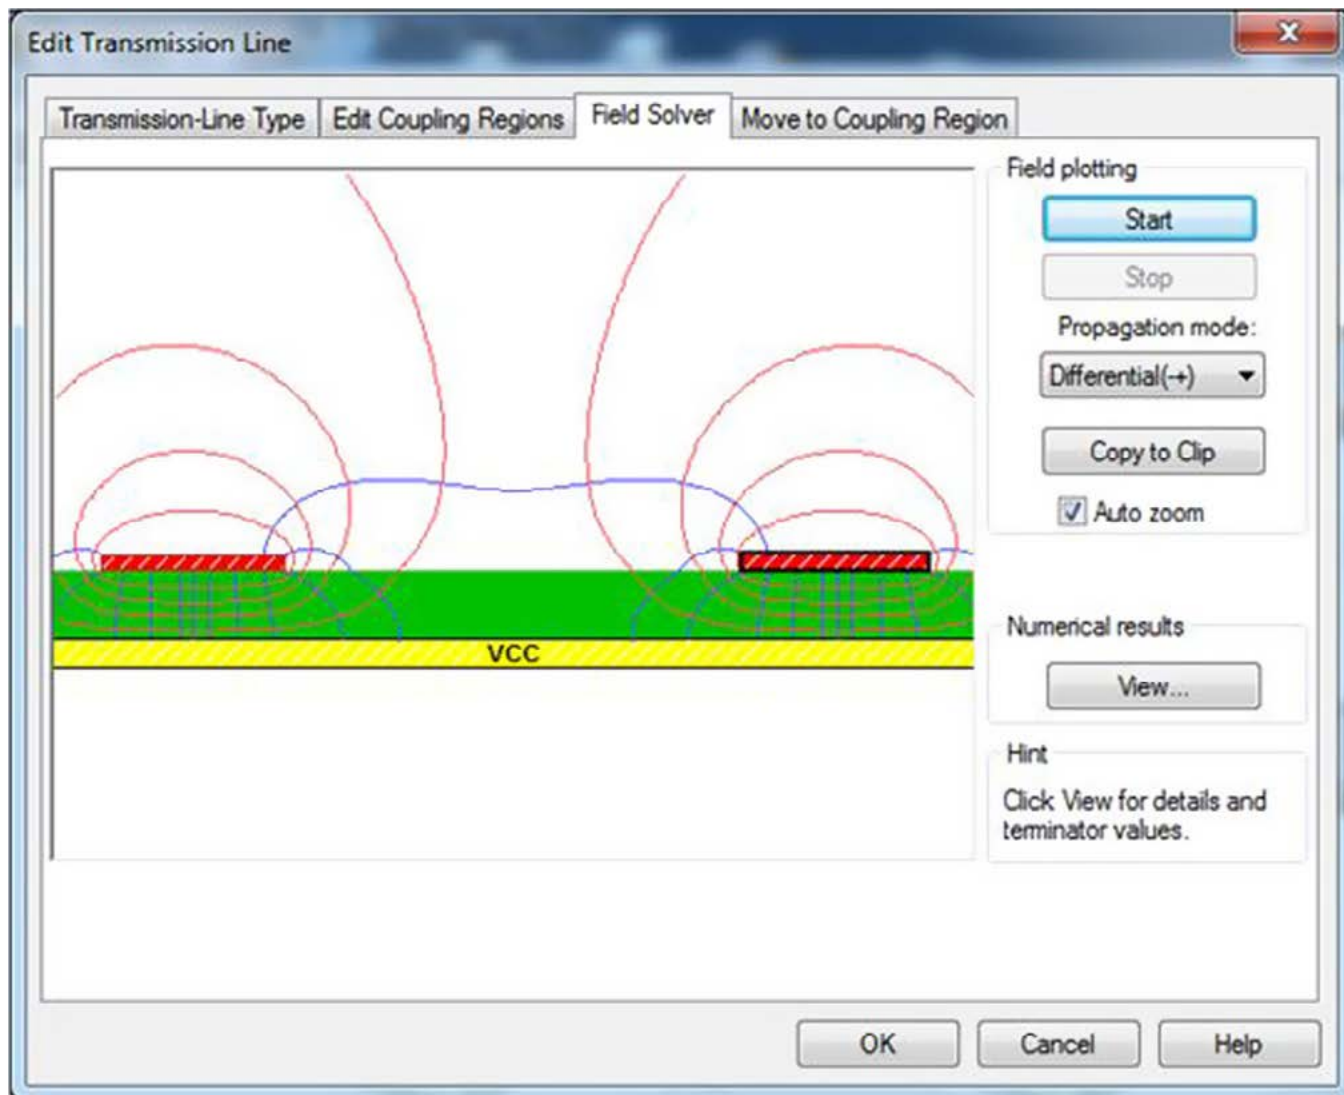 Edit Transmission Line
x
Transmission-Line Type
Edit Coupling Regions
Field Solver
Move to Coupling Region
VCC
Field plotting
Start
Stop
Propagation mode:
Differential(-+)
Copy to Clip
Auto zoom
Numerical results
View...
Hint
Click View for details and
terminator values.
OK
Cancel
Help